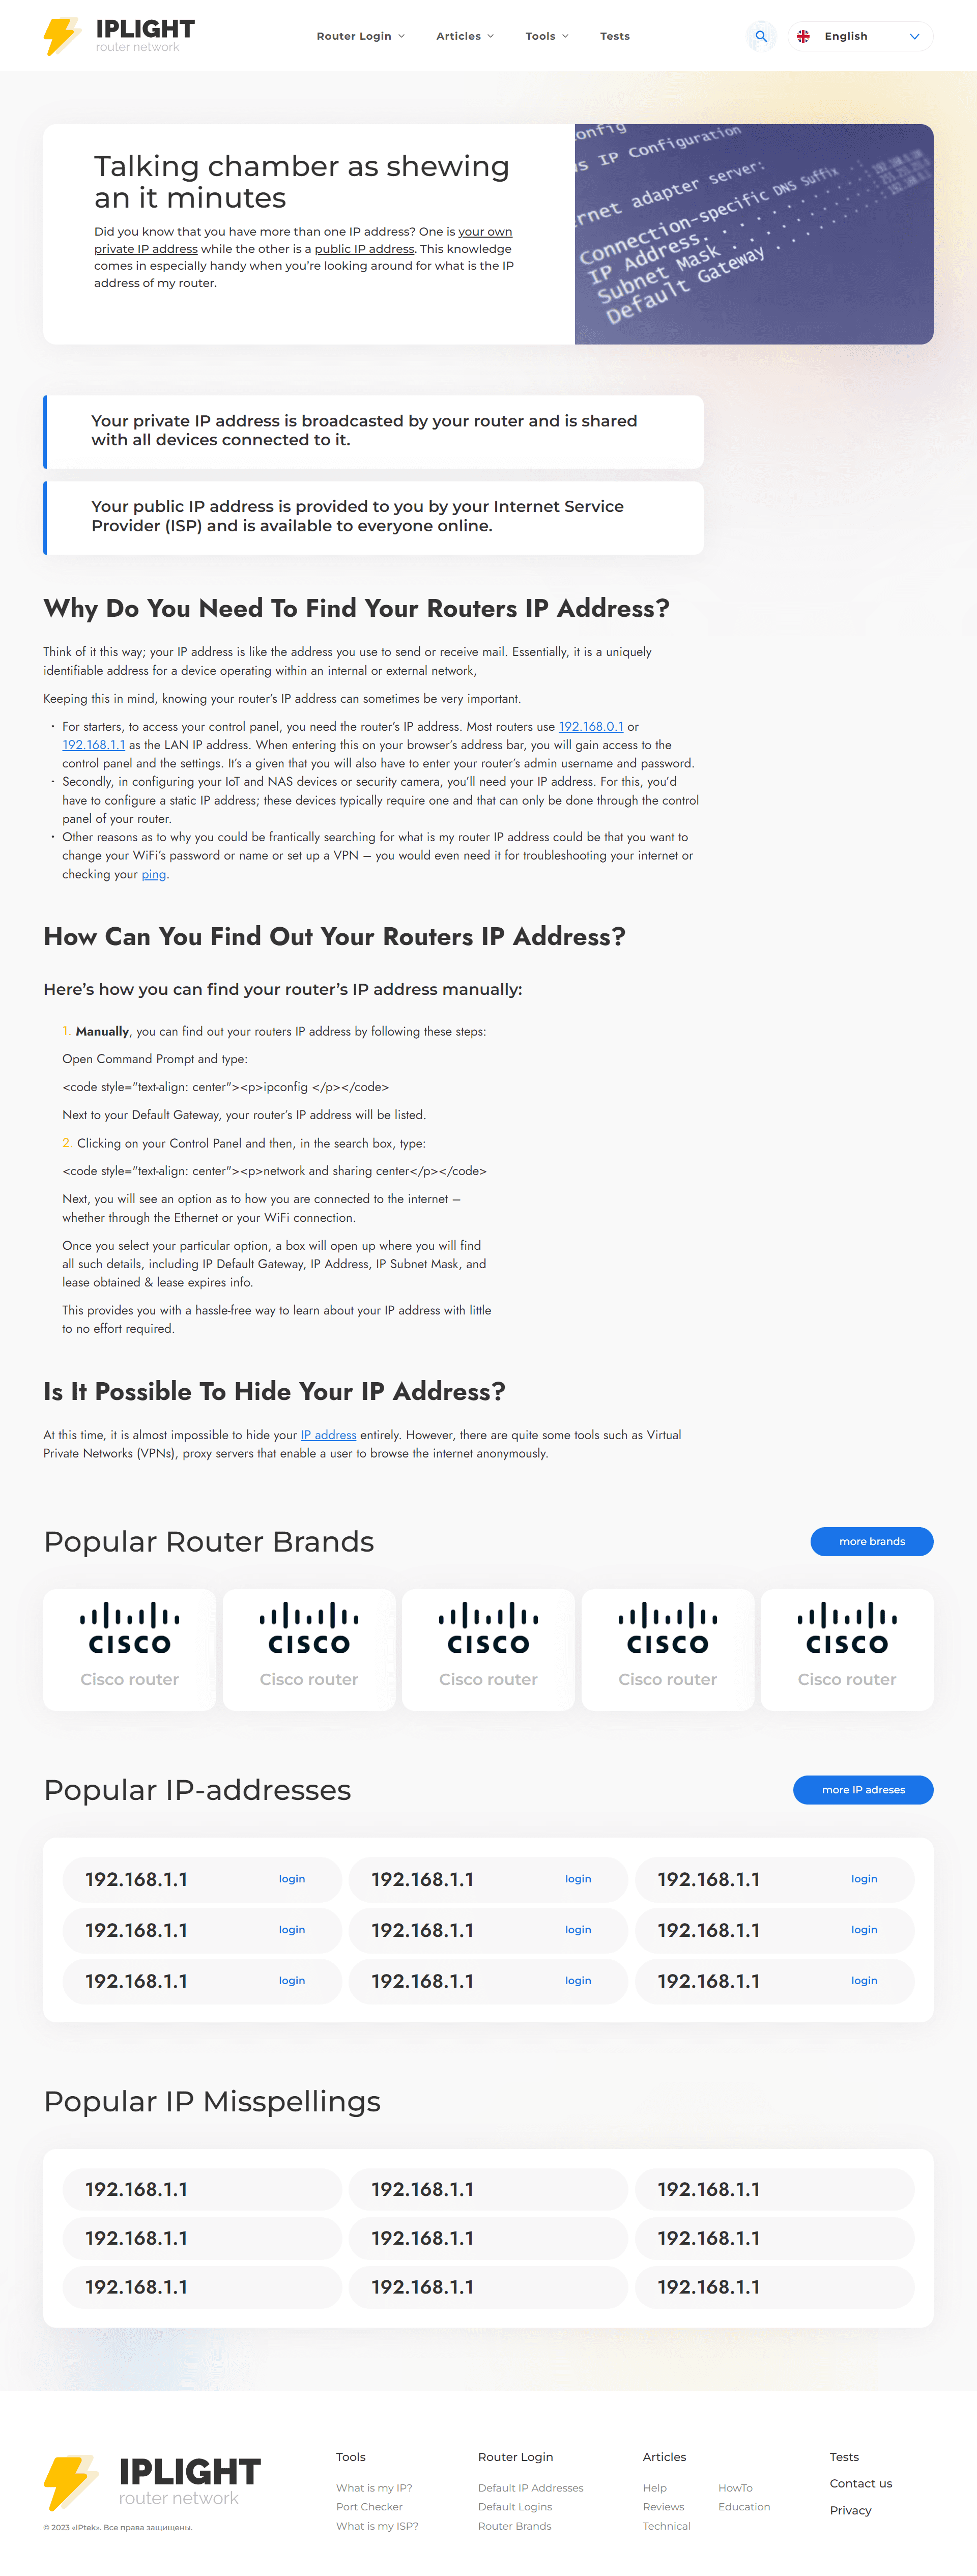 IPLIGHT
router network
Router Login
Articles
Tools
Tests
English
Talking chamber as shewing
an it minutes
Did you know that you have more than one IP address? One is your own
private IP address while the other is a public IP address. This knowledge
comes in especially handy when you're looking around for what is the IP
address of my router.
onfig
s IP Configuration
rnet adapter server:
Connection-specific DNS Suffix
IP Address. . . . . . . . .
Subnet Mask . . . . . . . .
Default Gateway . . . . . .
Your private IP address is broadcasted by your router and is shared
with all devices connected to it.
Your public IP address is provided to you by your Internet Service
Provider (ISP) and is available to everyone online.
Why Do You Need To Find Your Routers IP Address?
Think of it this way; your IP address is like the address you use to send or receive mail. Essentially, it is a uniquely
identifiable address for a device operating within an internal or external network,
Keeping this in mind, knowing your router's IP address can sometimes be very important.
· For starters, to access your control panel, you need the router's IP address. Most routers use 192.168.0.1 or
192.168.1.1 as the LAN IP address. When entering this on your browser's address bar, you will gain access to the
control panel and the settings. It's a given that you will also have to enter your router's admin username and password.
· Secondly, in configuring your IoT and NAS devices or security camera, you'll need your IP address. For this, you'd
have to configure a static IP address; these devices typically require one and that can only be done through the control
panel of your router.
· Other reasons as to why you could be frantically searching for what is my router IP address could be that you want to
change your WiFi's password or name or set up a VPN – you would even need it for troubleshooting your internet or
checking your ping.
How Can You Find Out Your Routers IP Address?
Here's how you can find your router's IP address manually:
1. Manually, you can find out your routers IP address by following these steps:
Open Command Prompt and type:
<code style="text-align: center"><p>ipconfig </p></code>
Next to your Default Gateway, your router's IP address will be listed.
2. Clicking on your Control Panel and then, in the search box, type:
<code style="text-align: center"><p>network and sharing center</p></code>
Next, you will see an option as to how you are connected to the internet –
whether through the Ethernet or your WiFi connection.
Once you select your particular option, a box will open up where you will find
all such details, including IP Default Gateway, IP Address, IP Subnet Mask, and
lease obtained & lease expires info.
This provides you with a hassle-free way to learn about your IP address with little
to no effort required.
Is It Possible To Hide Your IP Address?
At this time, it is almost impossible to hide your IP address entirely. However, there are quite some tools such as Virtual
Private Networks (VPNs), proxy servers that enable a user to browse the internet anonymously.
Popular Router Brands
more brands
CISCO
Cisco router
CISCO
Cisco router
CISCO
Cisco router
CISCO
Cisco router
CISCO
Cisco router
Popular IP-addresses
more IP adreses
192.168.1.1 login 192.168.1.1 login 192.168.1.1 login
192.168.1.1 login 192.168.1.1 login 192.168.1.1 login
192.168.1.1 login 192.168.1.1 login 192.168.1.1 login
Popular IP Misspellings
192.168.1.1 192.168.1.1 192.168.1.1
192.168.1.1 192.168.1.1 192.168.1.1
192.168.1.1 192.168.1.1 192.168.1.1
IPLIGHT
router network
© 2023 «IPtek». Все права защищены.
Tools
What is my IP?
Port Checker
What is my ISP?
Router Login
Default IP Addresses
Default Logins
Router Brands
Articles
Help
Reviews
Technical
HowTo
Education
Tests
Contact us
Privacy